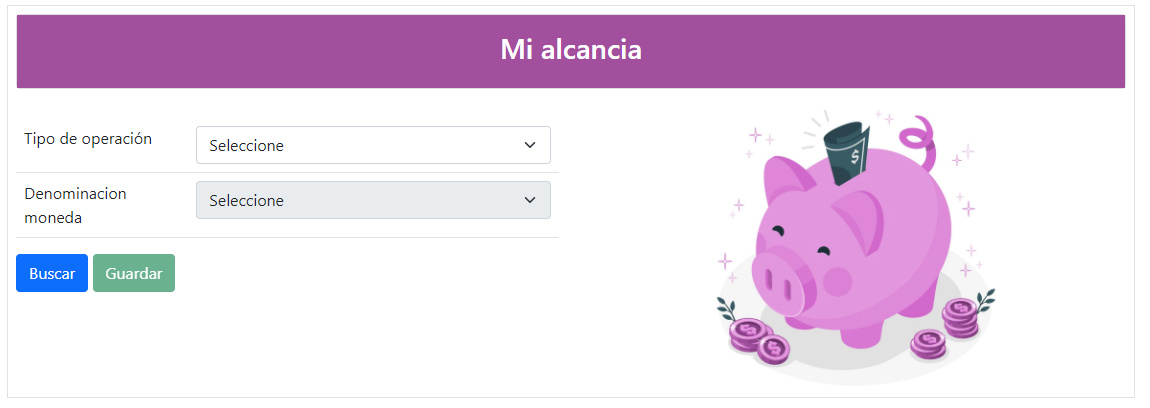 Mi alcancia
Tipo de operación
Seleccione
Denominacion
moneda
Seleccione
Buscar
Guardar
$
$
$
$
$